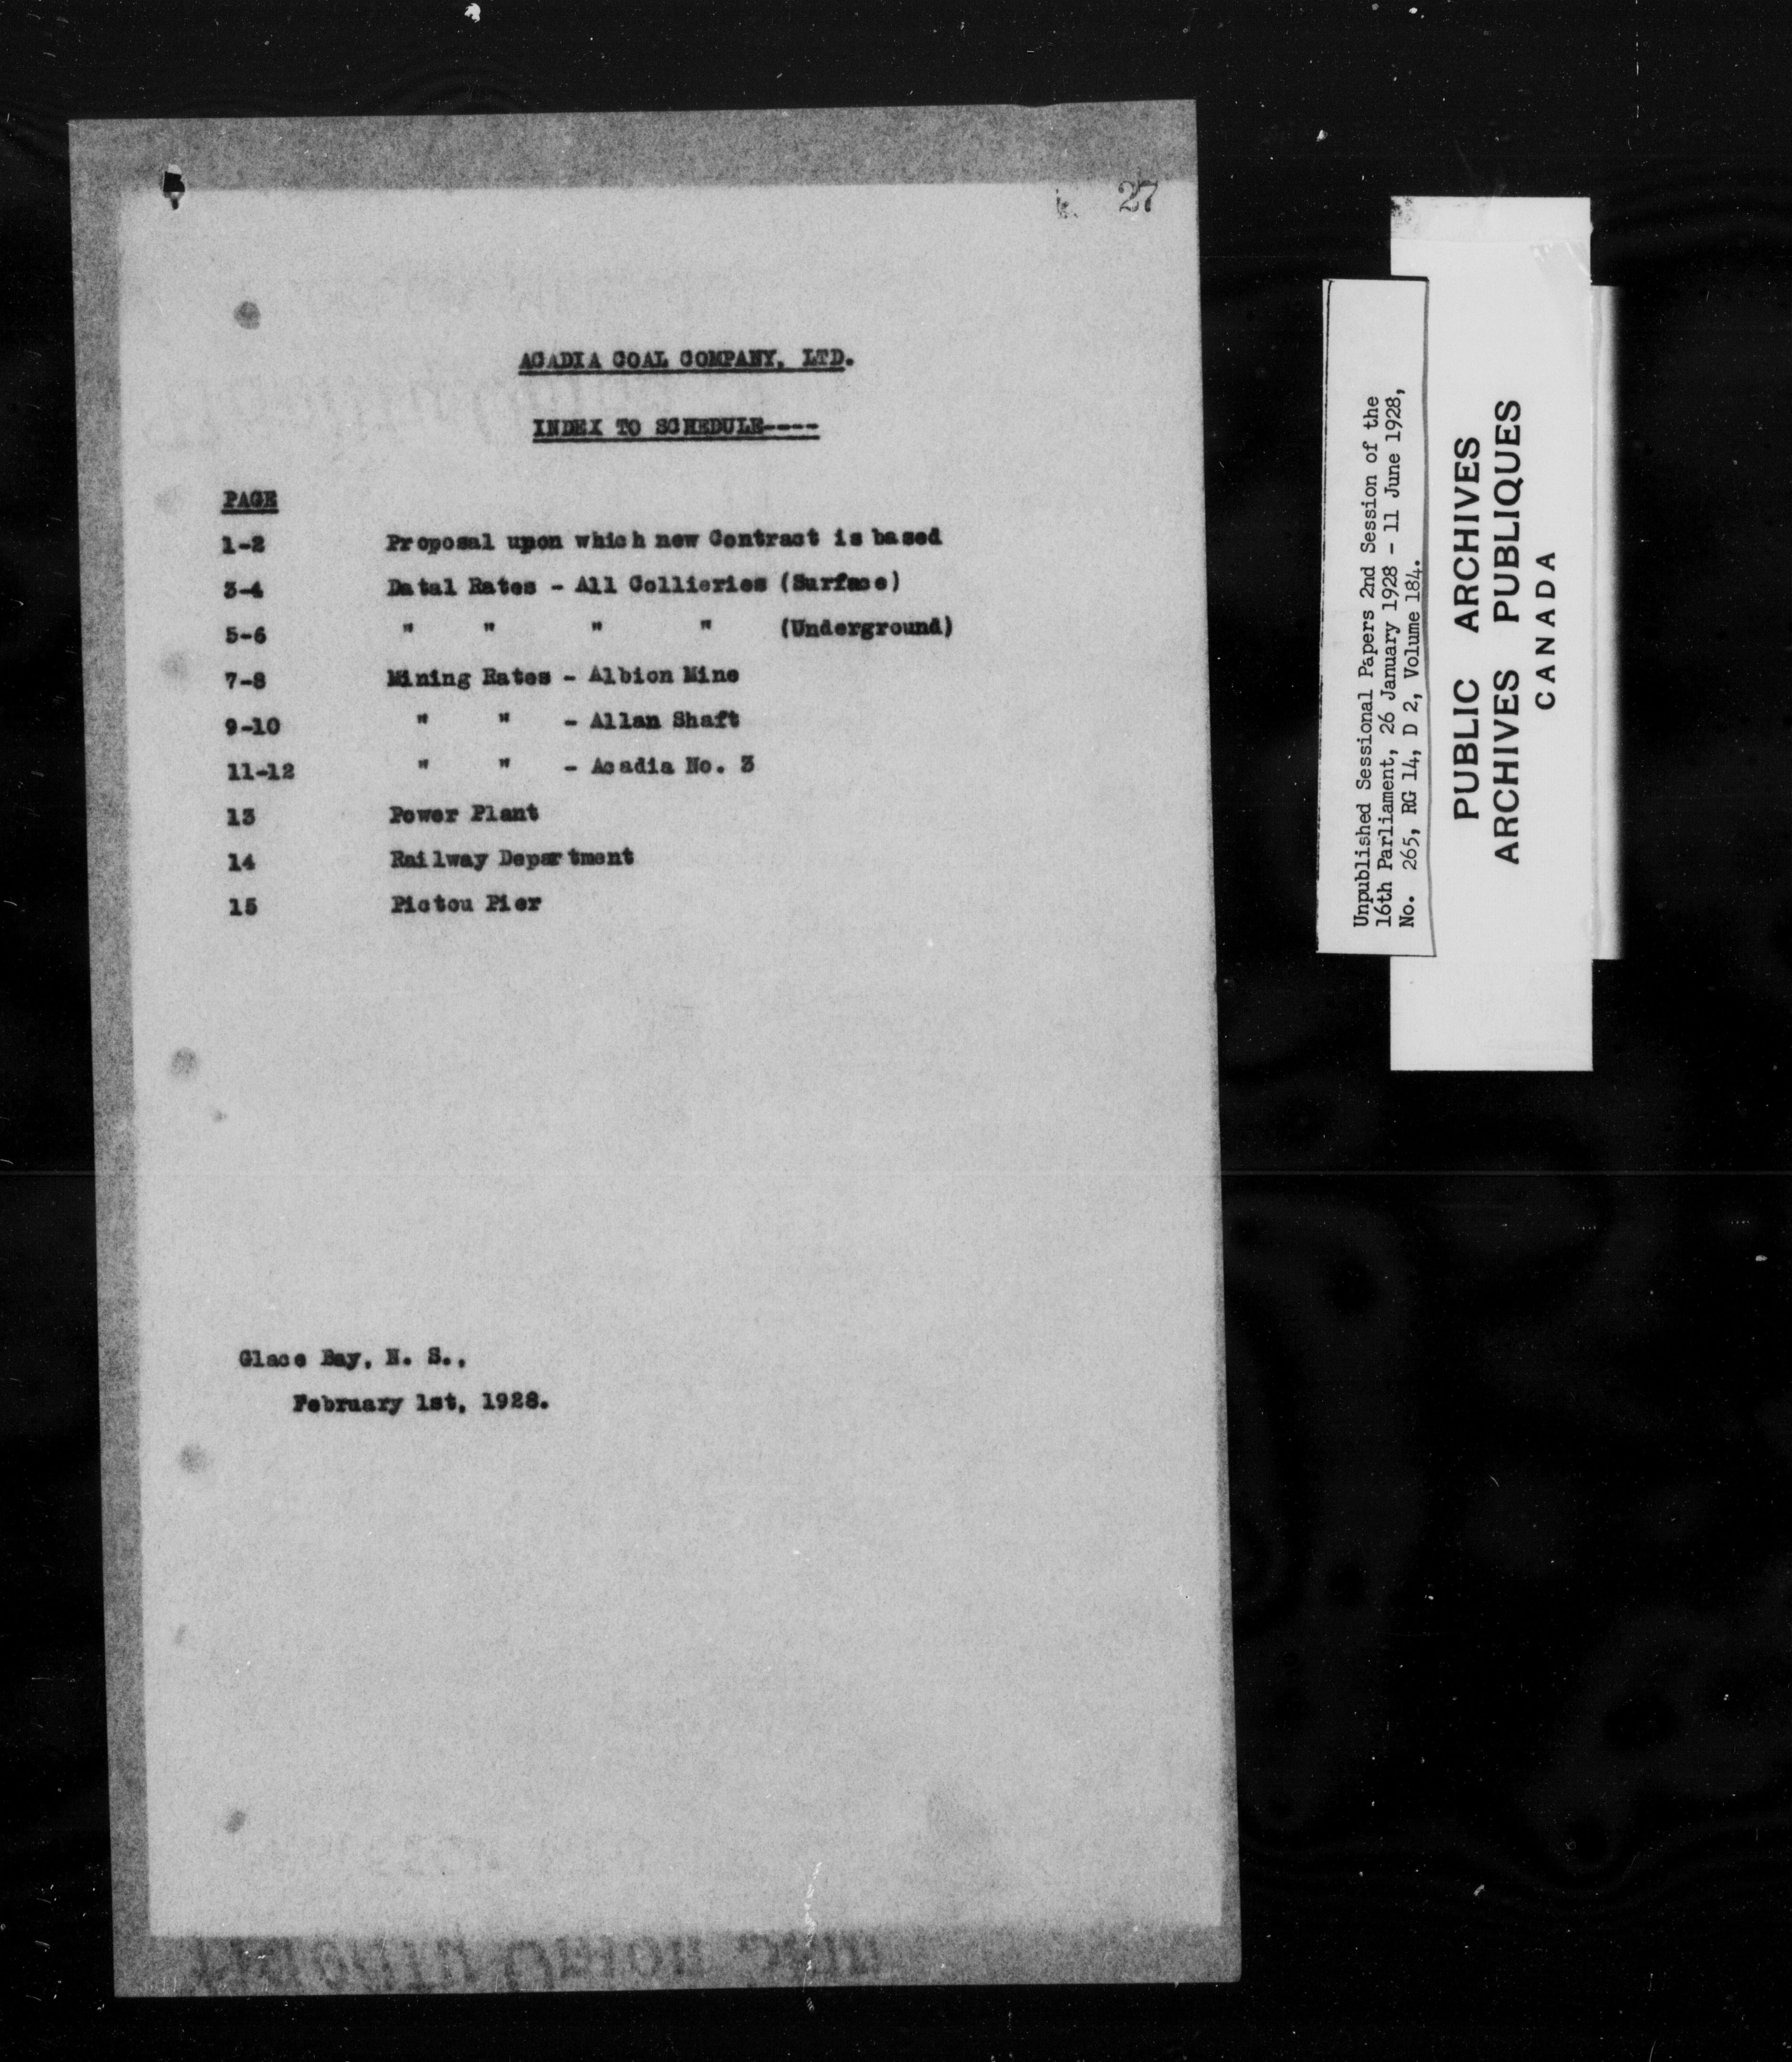 27
ACADIA COAL COMPANY, LTD.
INDEX TO SCHEDULE----
PAGE
1-2 Proposal upon which new Contract is based
3-4 Datal Rates - All Collieries (Surface)
5-6 " " " " (Underground)
7-8 Mining Rates - Albion Mine
9-10 " " - Allan Shaft
11-12 " " - Acadia No. 3
13 Power Plant
14 Railway Department
15 Pictou Pier
Glace Bay, N. S.,
February 1st, 1928.
Unpublished Sessional Papers 2nd Session of the
16th Parliament, 26 January 1928 - 11 June 1928,
No. 265, RG 14, D 2, Volume 184.
PUBLIC ARCHIVES
ARCHIVES PUBLIQUES
CANADA